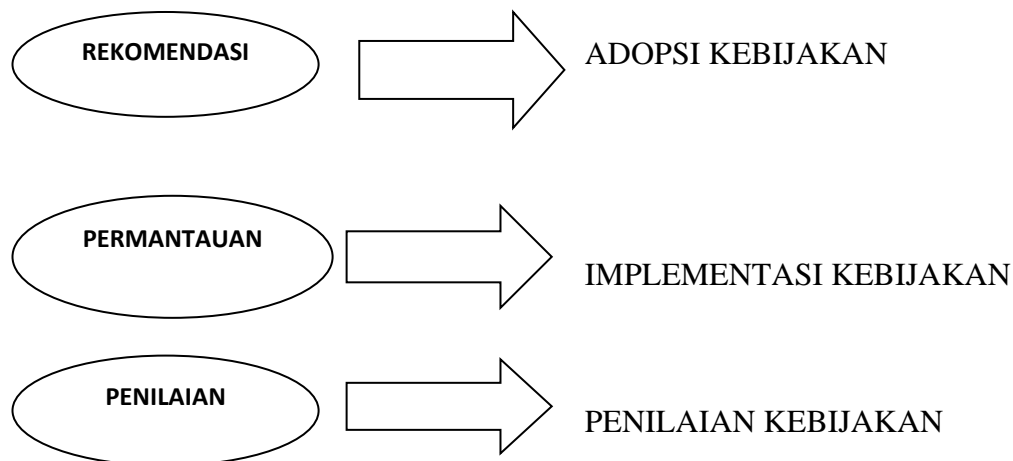 REKOMENDASI
ADOPSI KEBIJAKAN
PERMANTAUAN
IMPLEMENTASI KEBIJAKAN
PENILAIAN
PENILAIAN KEBIJAKAN